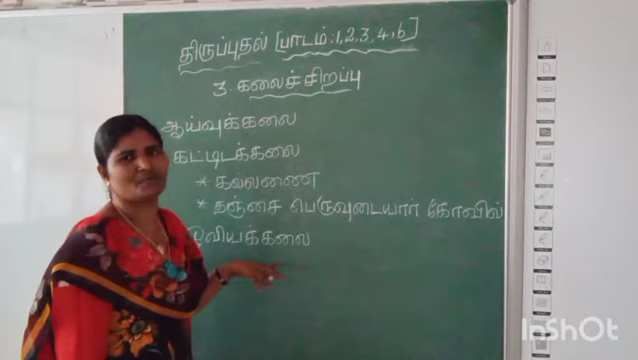 திருப்புதல் [பாடம்:1,2,3,4,6]
3. கலைச்சிறப்பு
ஆய்வுக்கலை
கட்டிடக்கலை
* கல்லணை
* தஞ்சை பெருவுடையார் கோவில்
ஓவியக்கலை
InShOt